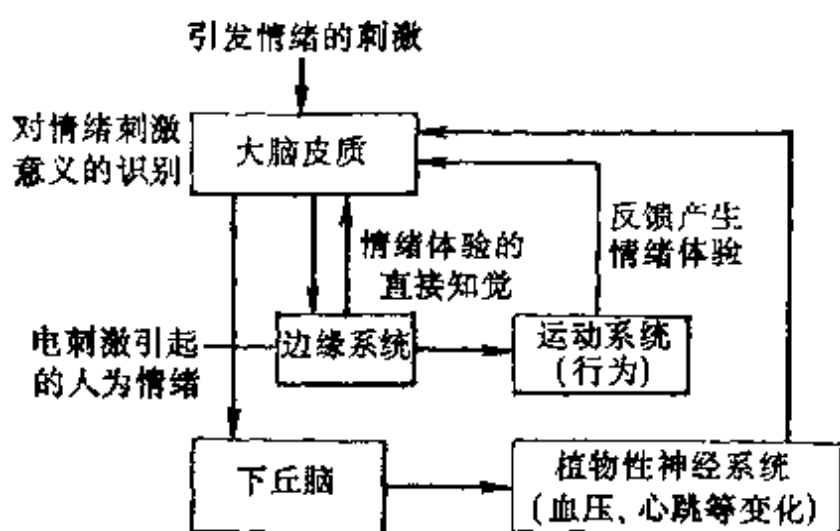 引发情绪的刺激
对情绪刺激
意义的识别
大脑皮质
反馈产生
情绪体验
情绪体验的
直接知觉
电刺激引起
的人为情绪
边缘系统
运动系统
(行为)
下丘脑
植物性神经系统
(血压, 心跳等变化)